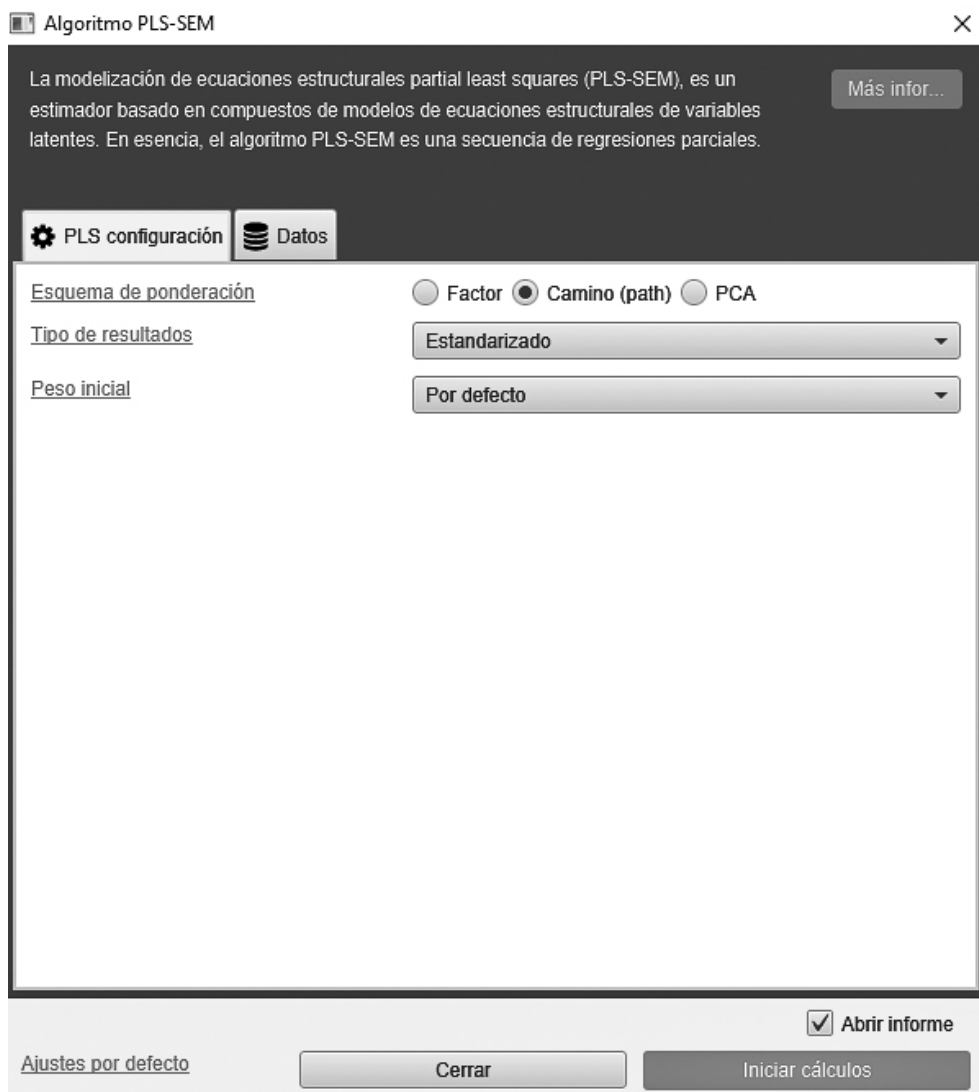 Algoritmo PLS-SEM
La modelización de ecuaciones estructurales partial least squares (PLS-SEM), es un
estimador basado en compuestos de modelos de ecuaciones estructurales de variables
latentes. En esencia, el algoritmo PLS-SEM es una secuencia de regresiones parciales.
Más infor...
PLS configuración Datos
Esquema de ponderación Factor Camino (path) PCA
Tipo de resultados Estandarizado
Peso inicial Por defecto
Abrir informe
Ajustes por defecto Cerrar Iniciar cálculos